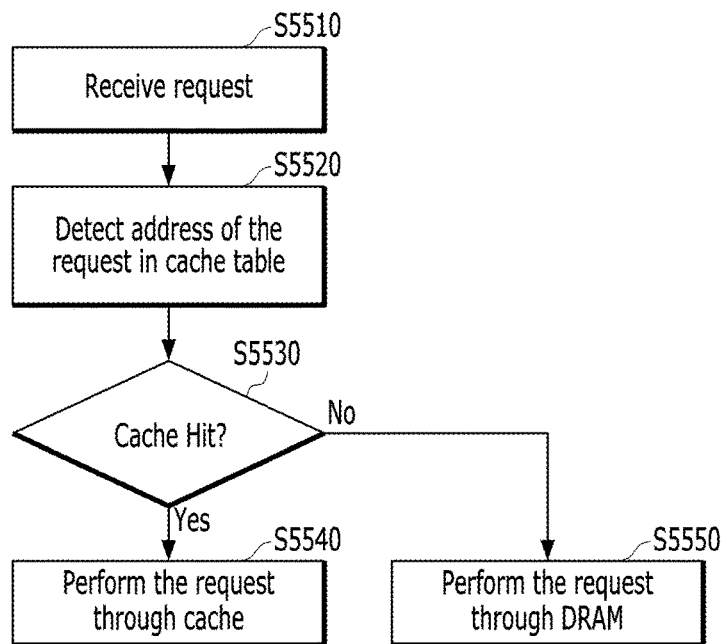 S5510
Receive request
S5520
Detect address of the
request in cache table
S5530
Cache Hit?
No
Yes
S5540
Perform the request
through cache
S5550
Perform the request
through DRAM